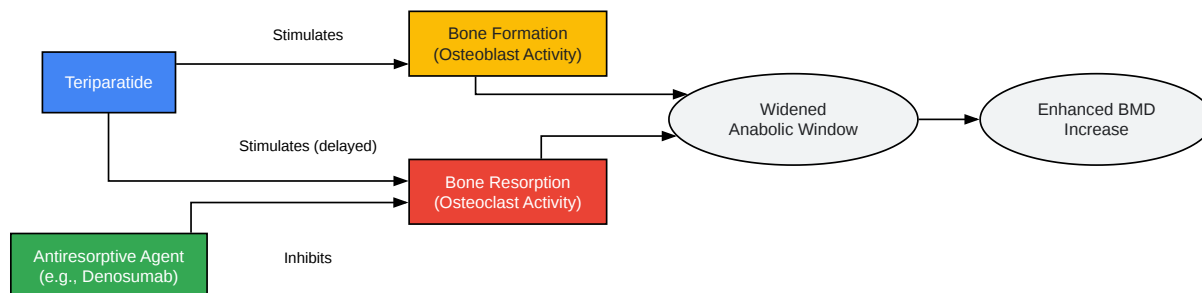 Stimulates
Bone Formation
(Osteoblast Activity)
Teriparatide
Widened
Anabolic Window
Enhanced BMD
Increase
Stimulates (delayed)
Bone Resorption
(Osteoclast Activity)
Antiresorptive Agent
(e.g., Denosumab)
Inhibits